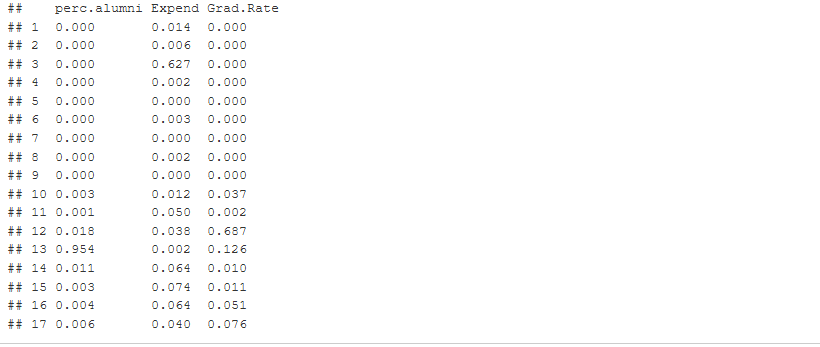 ##    perc.alumni Expend Grad.Rate
## 1  0.000       0.014  0.000
## 2  0.000       0.006  0.000
## 3  0.000       0.627  0.000
## 4  0.000       0.002  0.000
## 5  0.000       0.000  0.000
## 6  0.000       0.003  0.000
## 7  0.000       0.000  0.000
## 8  0.000       0.002  0.000
## 9  0.000       0.000  0.000
## 10 0.003       0.012  0.037
## 11 0.001       0.050  0.002
## 12 0.018       0.038  0.687
## 13 0.954       0.002  0.126
## 14 0.011       0.064  0.010
## 15 0.003       0.074  0.011
## 16 0.004       0.064  0.051
## 17 0.006       0.040  0.076